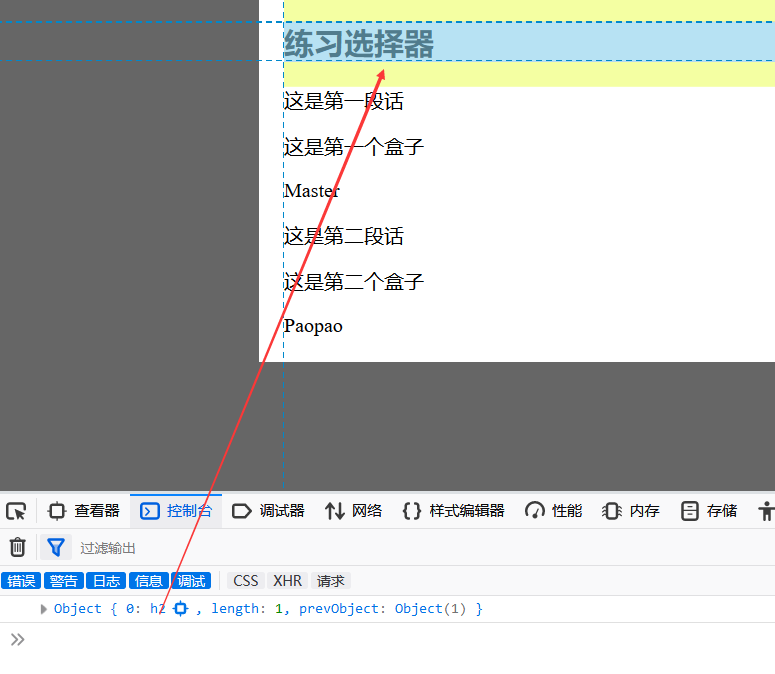 练习选择器
这是第一段话
这是第一个盒子
Master
这是第二段话
这是第二个盒子
Paopao
查看器 控制台 调试器 网络 样式编辑器 性能 内存 存储
过滤输出
错误 警告 日志 信息 调试 CSS XHR 请求
Object { 0: h2 , length: 1, prevObject: Object(1) }